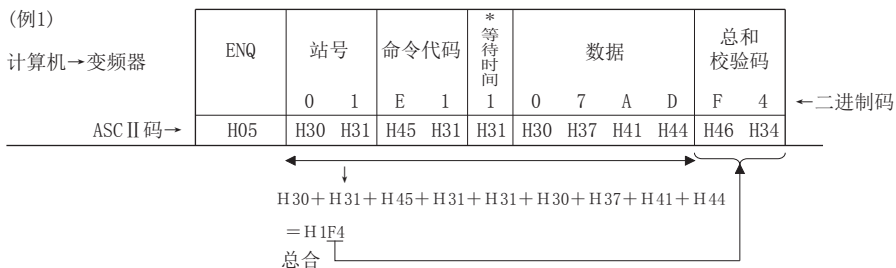 (例1)
计算机→变频器
ENQ 站号 命令代码 *等待时间 数据 总和校验码
0 1 E 1 1 0 7 A D F 4 ←二进制码
ASCⅡ码→ H05 H30 H31 H45 H31 H31 H30 H37 H41 H44 H46 H34
H30+H31+H45+H31+H31+H30+H37+H41+H44
=H1F4
总合